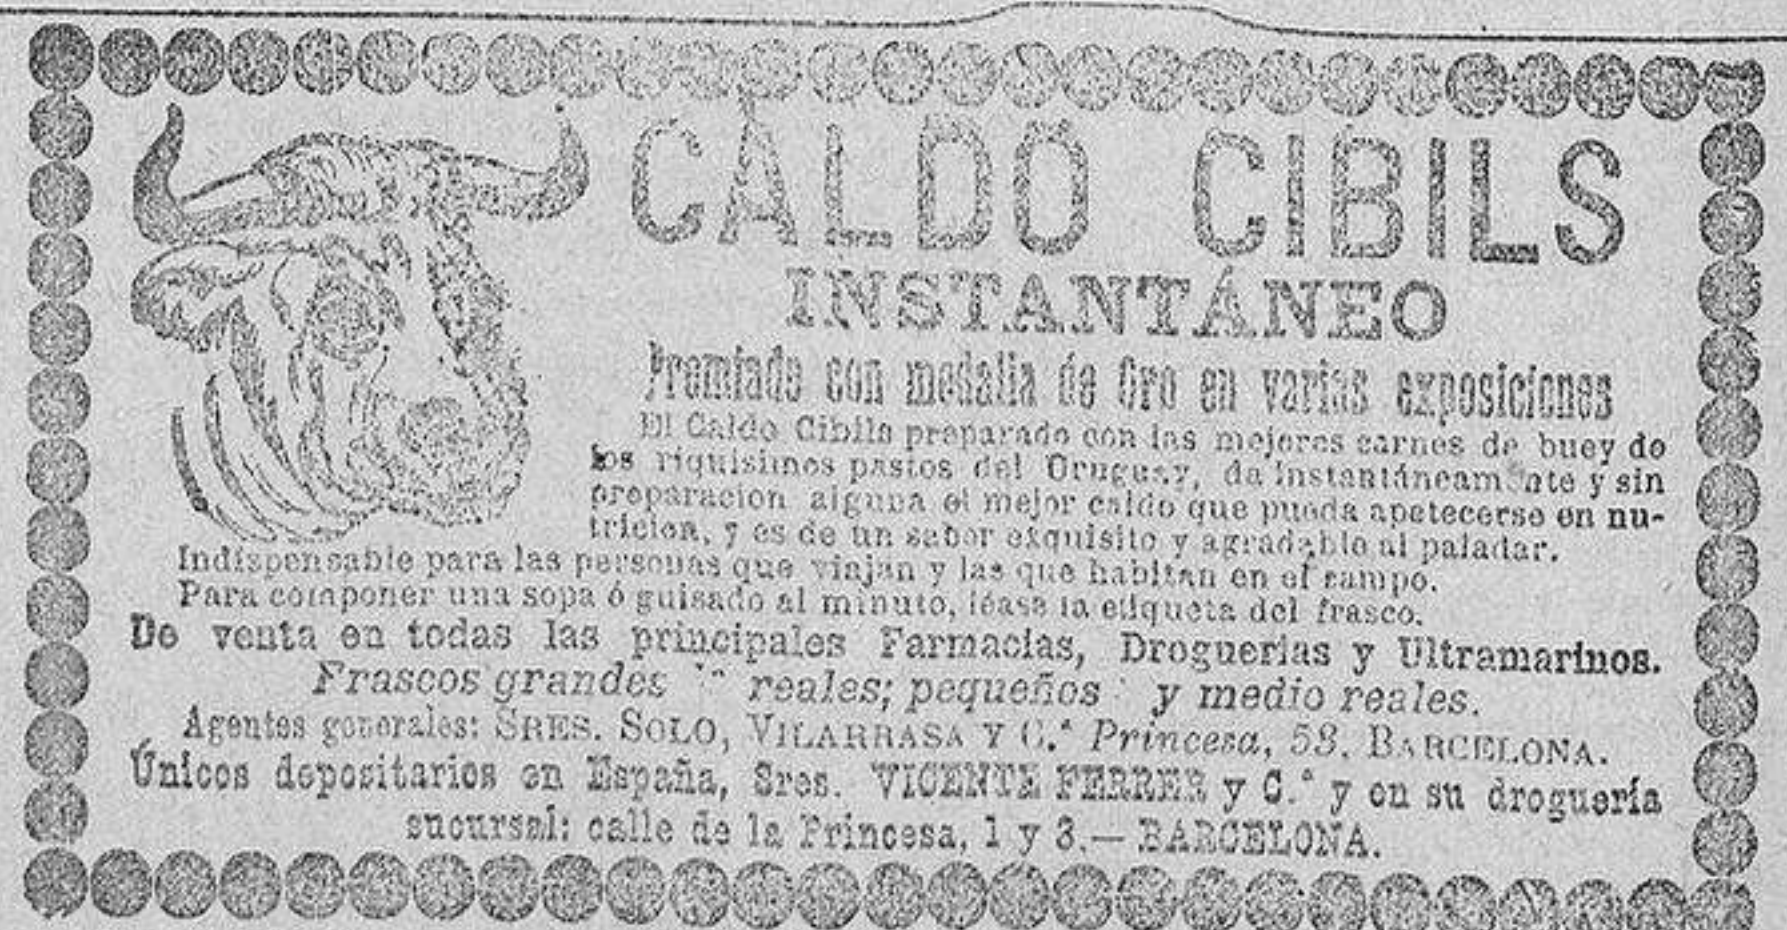 CALDO CIBILS
INSTANTÁNEO
Premiado con medalla de Oro en varias exposiciones
El Caldo Cibils preparado con las mejores carnes de buey de
los riquísimos pastos del Uruguay, da instantáneamente y sin
preparacion alguna el mejor caldo que pueda apetecerse en nu-
tricion, y es de un sabor exquisito y agradable al paladar.
Indispensable para las personas que viajan y las que habitan en el campo.
Para componer una sopa ó guisado al minuto, léase la etiqueta del frasco.
De venta en todas las principales Farmacias, Droguerias y Ultramarinos.
Frascos grandes reales; pequeños y medio reales.
Agentes generales: SRES. SOLO, VILARRASA Y C.ª Princesa, 53. BARCELONA.
Únicos depositarios en España, Sres. VICENTE FERRER y C.ª y en su droguería
sucursal: calle de la Princesa, 1 y 3.—BARCELONA.